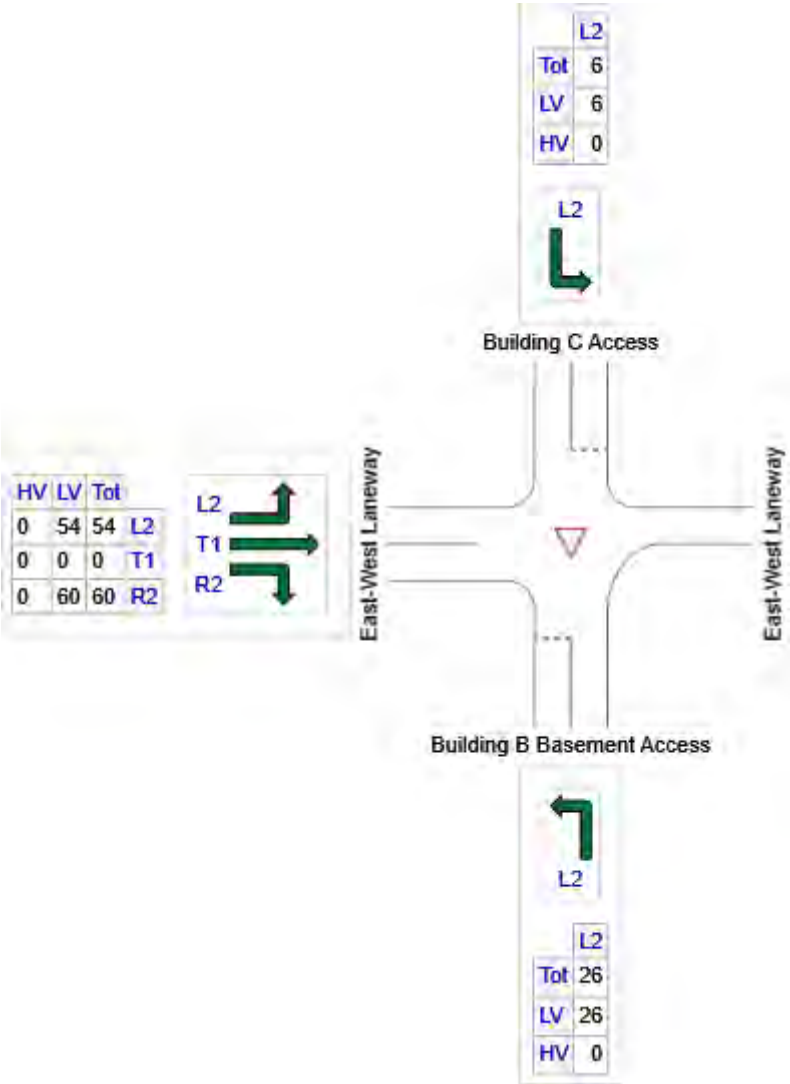 L2
Tot 6
LV 6
HV 0
L2
Building C Access
East-West Laneway
HV LV Tot
0 54 54 L2
0 0 0 T1
0 60 60 R2
L2
T1
R2
East-West Laneway
Building B Basement Access
L2
L2
Tot 26
LV 26
HV 0